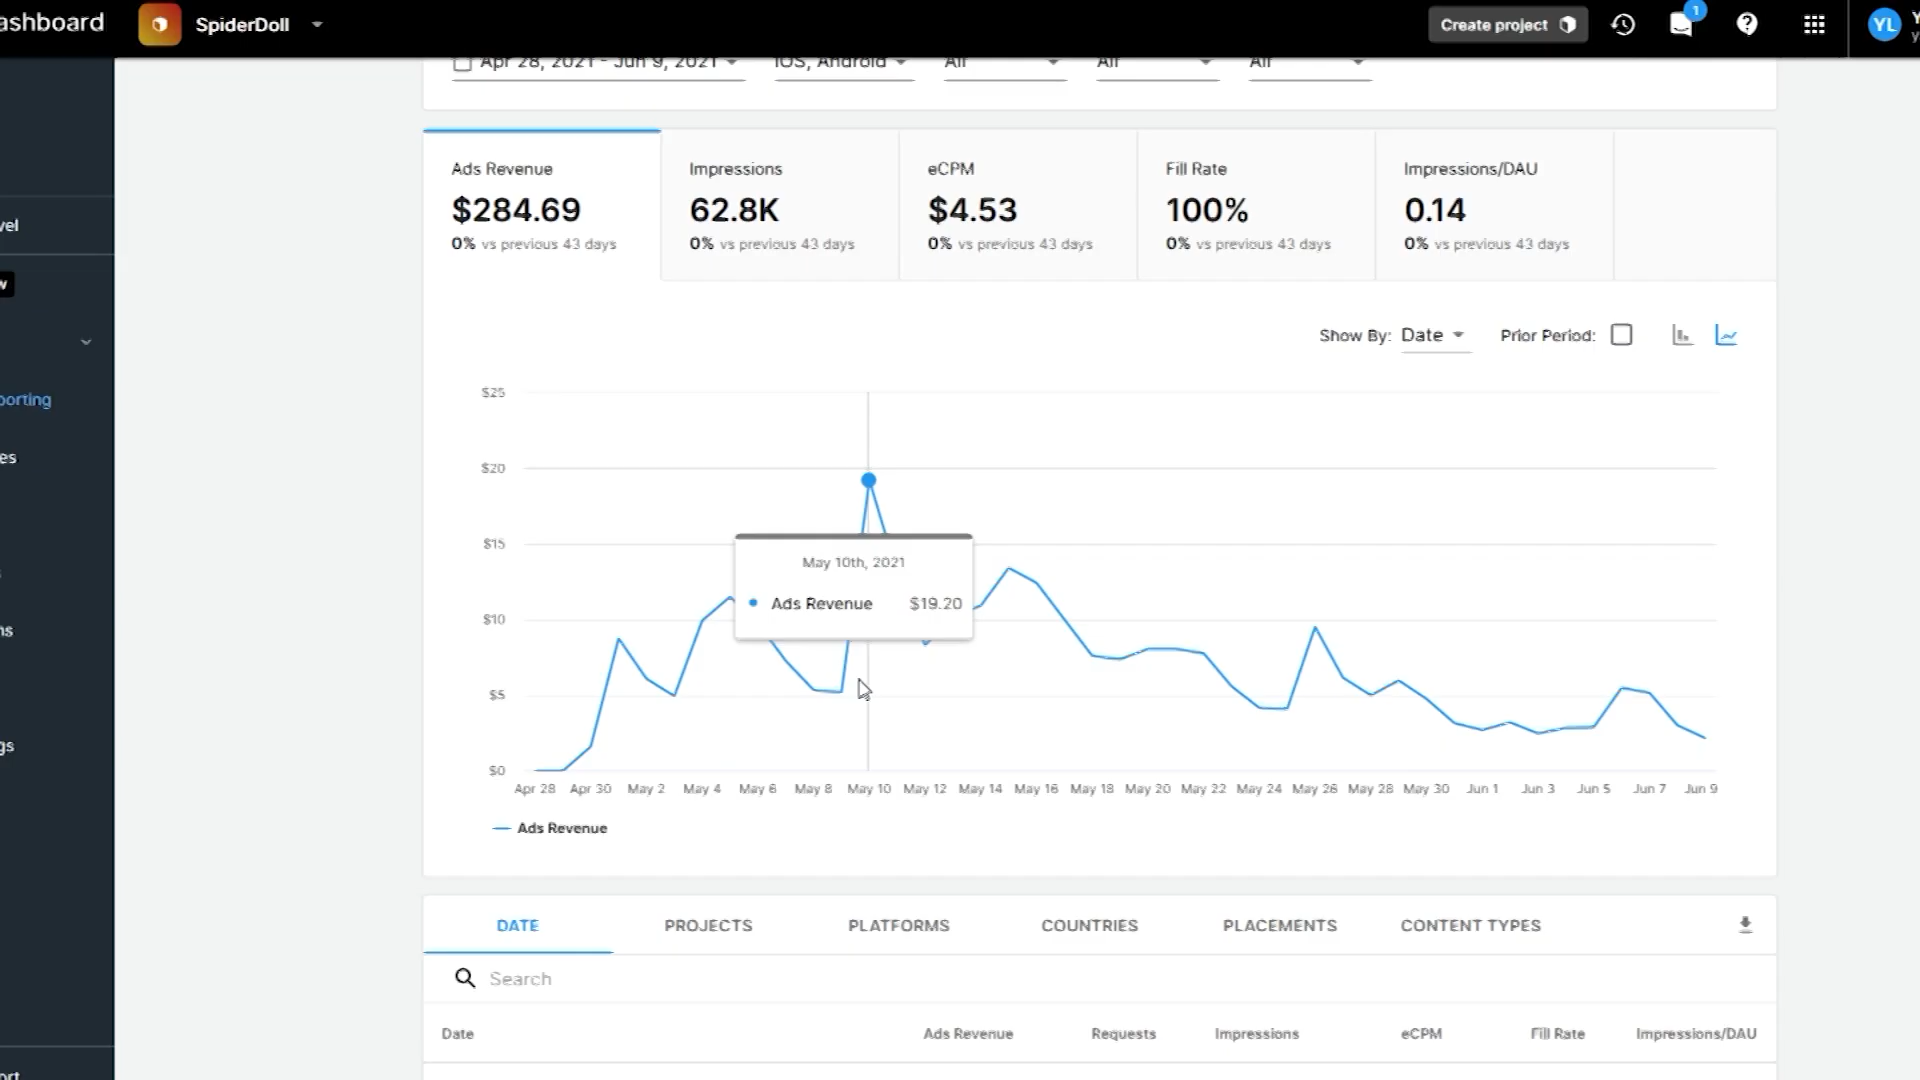 ashboard
SpiderDoll
Create project
1
YL
Apr 28, 2021 - Jun 9, 2021
iOS, Android
All
All
All
vel
w
porting
es
ns
gs
ort
Ads Revenue
$284.69
0% vs previous 43 days
Impressions
62.8K
0% vs previous 43 days
eCPM
$4.53
0% vs previous 43 days
Fill Rate
100%
0% vs previous 43 days
Impressions/DAU
0.14
0% vs previous 43 days
Show By: Date
Prior Period:
$25
$20
$15
$10
$5
$0
May 10th, 2021
Ads Revenue $19.20
Apr 28 Apr 30 May 2 May 4 May 6 May 8 May 10 May 12 May 14 May 16 May 18 May 20 May 22 May 24 May 26 May 28 May 30 Jun 1 Jun 3 Jun 5 Jun 7 Jun 9
Ads Revenue
DATE PROJECTS PLATFORMS COUNTRIES PLACEMENTS CONTENT TYPES
Search
Date Ads Revenue Requests Impressions eCPM Fill Rate Impressions/DAU